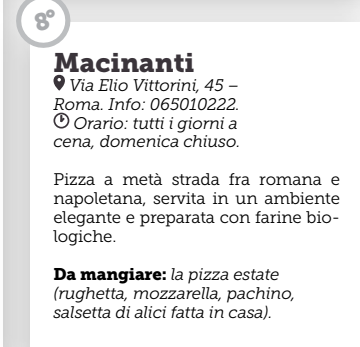 8°
Macinanti
Via Elio Vittorini, 45 –
Roma. Info: 065010222.
Orario: tutti i giorni a
cena, domenica chiuso.
Pizza a metà strada fra romana e
napoletana, servita in un ambiente
elegante e preparata con farine bio-
logiche.
Da mangiare: la pizza estate
(rughetta, mozzarella, pachino,
salsetta di alici fatta in casa).